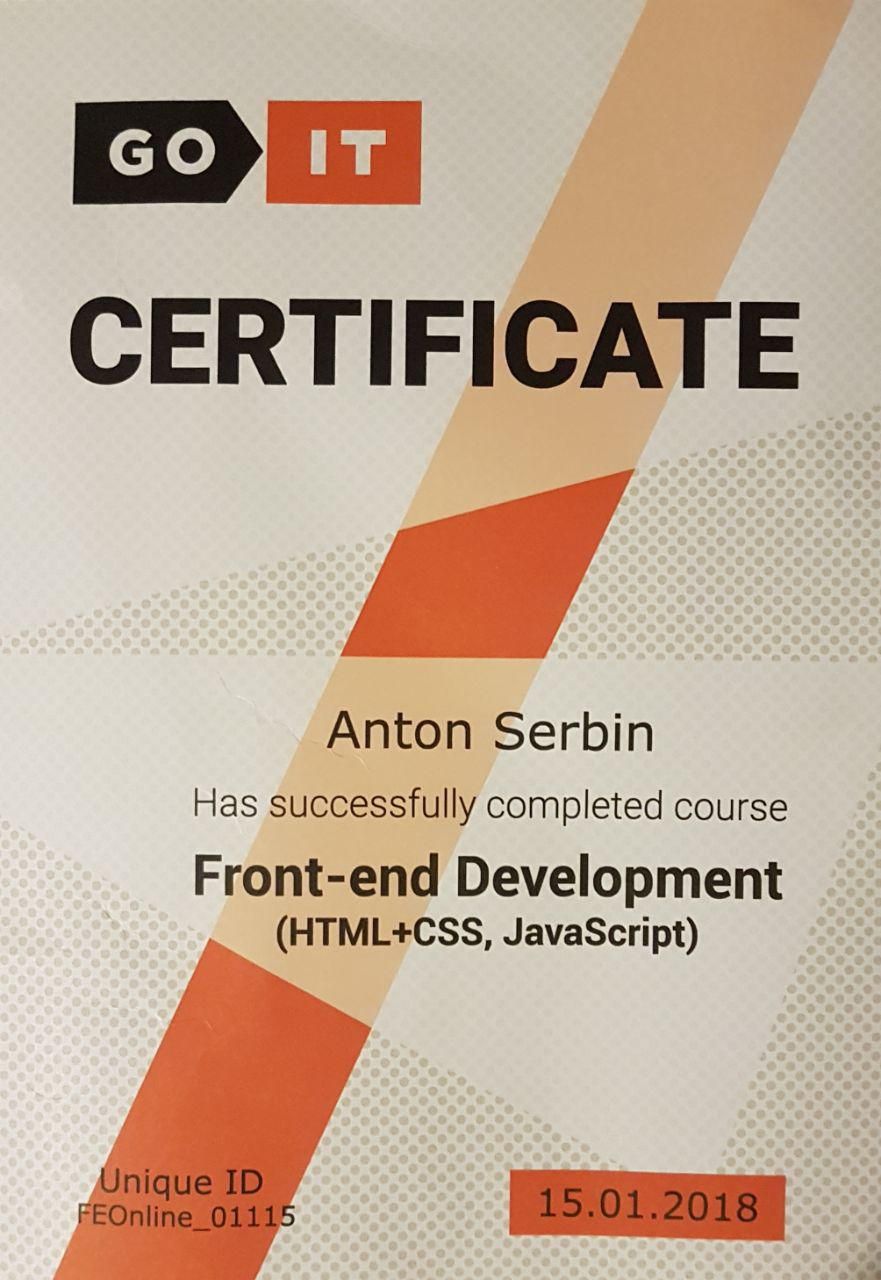 GO IT
CERTIFICATE
Anton Serbin
Has successfully completed course
Front-end Development
(HTML+CSS, JavaScript)
Unique ID
FEOnline_01115
15.01.2018